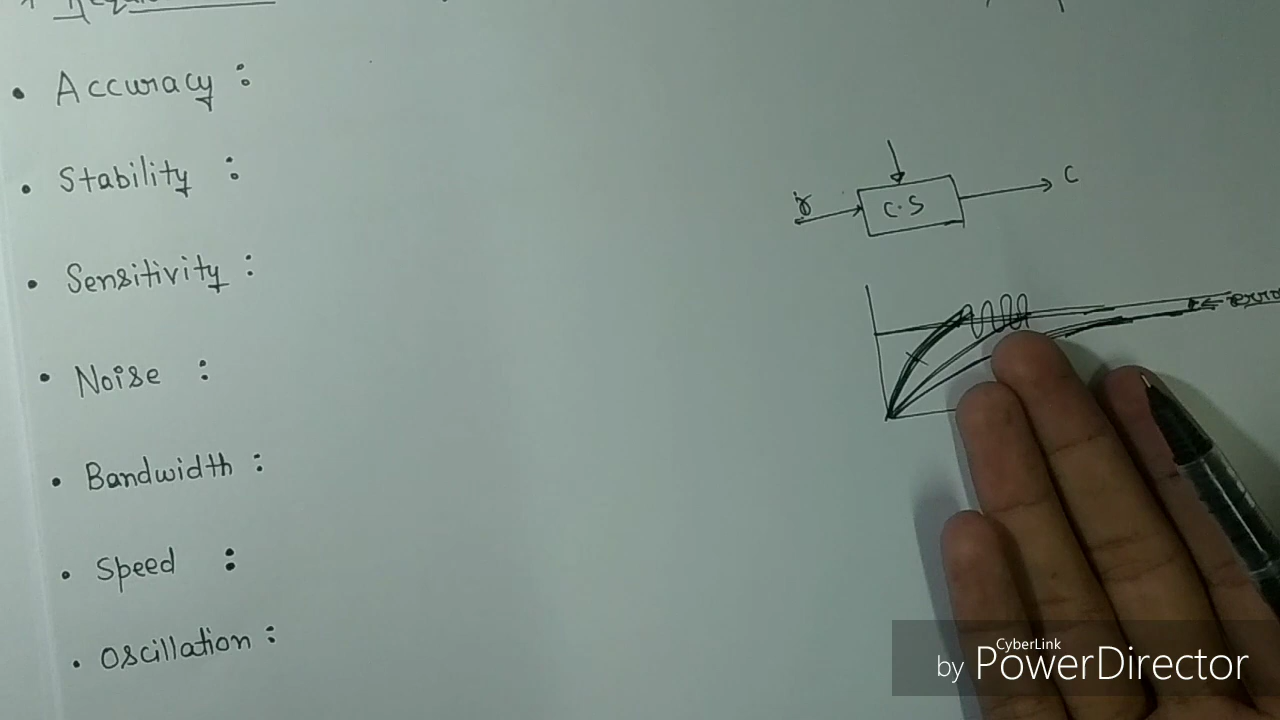 • Accuracy :
• Stability :
• Sensitivity :
• Noise :
• Bandwidth :
• Speed :
• Oscillation :
r
C.S
C
CyberLink
by PowerDirector